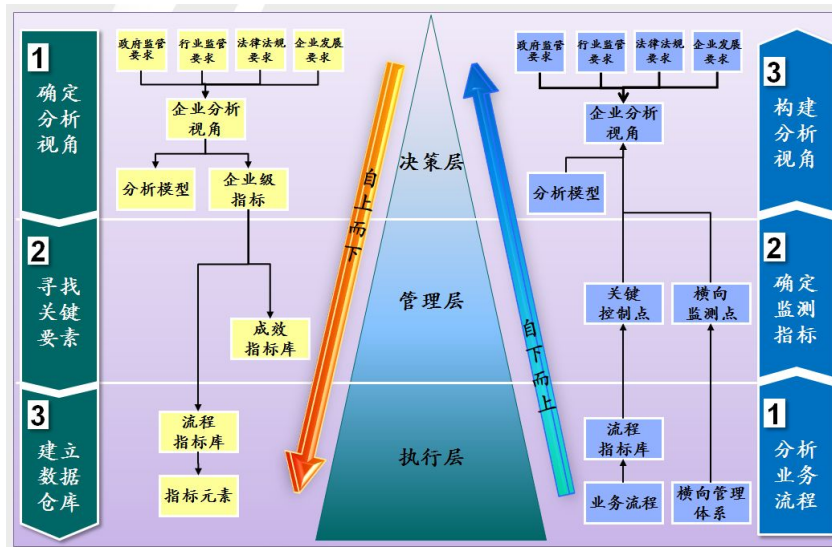 1
确定
分析
视角
2
寻找
关键
要素
3
建立
数据
仓库
政府监管
要求
行业监管
要求
法律法规
要求
企业发展
要求
企业分析
视角
分析模型
企业级
指标
成效
指标库
流程
指标库
指标元素
自上而下
决策层
管理层
执行层
自下而上
政府监管
要求
行业监管
要求
法律法规
要求
企业发展
要求
企业分析
视角
分析模型
关键
控制点
横向
监测点
流程
指标库
业务流程
横向管理
体系
3
构建
分析
视角
2
确定
监测
指标
1
分析
业务
流程